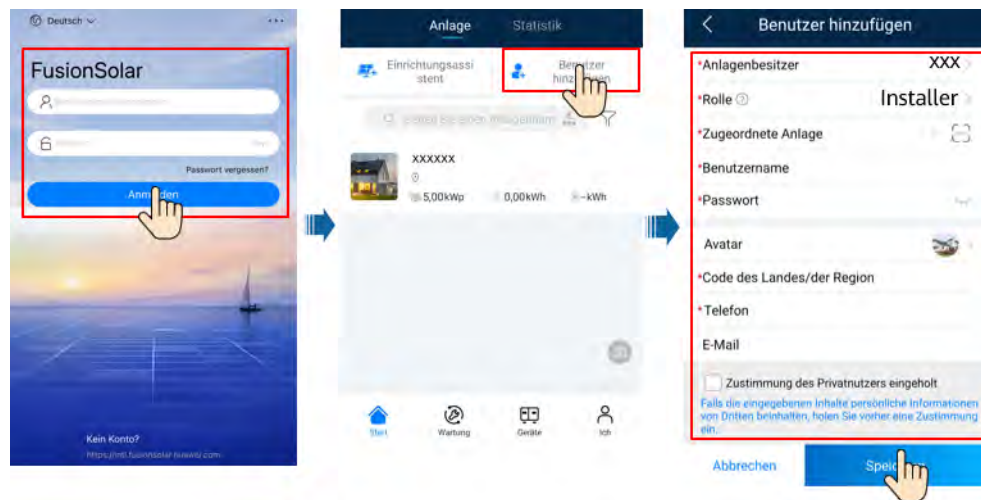 Deutsch
FusionSolar
Passwort vergessen?
Anmelden
Kein Konto?
Anlage
Statistik
Einrichtungsassi
stent
Benutzer
hinzufügen
XXXXXX
5,00kWp
0,00kWh
--kWh
Start
Wartung
Geräte
Ich
Benutzer hinzufügen
*Anlagenbesitzer
XXX
*Rolle
Installer
*Zugeordnete Anlage
*Benutzername
*Passwort
Avatar
*Code des Landes/der Region
*Telefon
E-Mail
Zustimmung des Privatnutzers eingeholt
Falls die eingegebenen Inhalte persönliche Informationen
von Dritten beinhalten, holen Sie vorher eine Zustimmung
ein.
Abbrechen